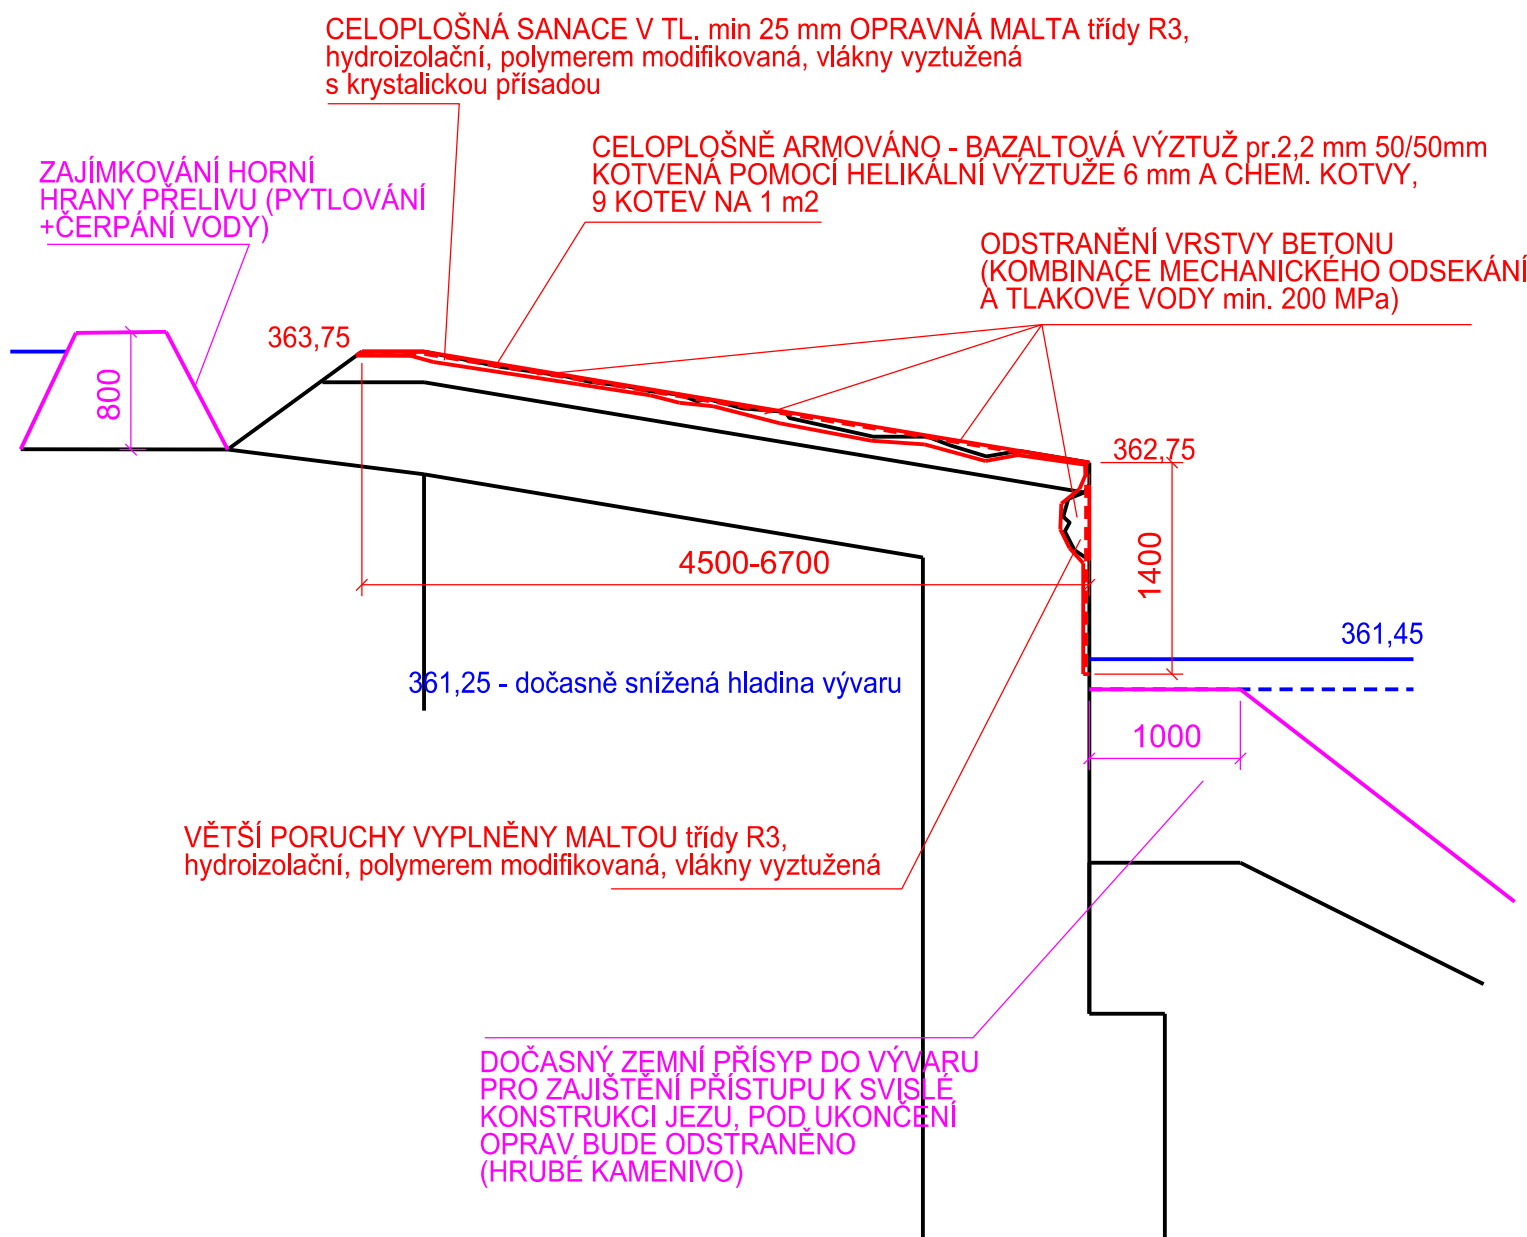 CELOPLOŠNÁ SANACE V TL. min 25 mm OPRAVNÁ MALTA třídy R3,
hydroizolační, polymerem modifikovaná, vlákny vyztužená
s krystalickou přísadou
CELOPLOŠNĚ ARMOVÁNO - BAZALTOVÁ VÝZTUŽ pr.2,2 mm 50/50mm
KOTVENÁ POMOCÍ HELIKÁLNÍ VÝZTUŽE 6 mm A CHEM. KOTVY,
9 KOTEV NA 1 m2
ZAJÍMKOVÁNÍ HORNÍ
HRANY PŘELIVU (PYTLOVÁNÍ
+ČERPÁNÍ VODY)
ODSTRANĚNÍ VRSTVY BETONU
(KOMBINACE MECHANICKÉHO ODSEKÁNÍ
A TLAKOVÉ VODY min. 200 MPa)
363,75
800
362,75
4500-6700
1400
361,45
361,25 - dočasně snížená hladina vývaru
1000
VĚTŠÍ PORUCHY VYPLNĚNY MALTOU třídy R3,
hydroizolační, polymerem modifikovaná, vlákny vyztužená
DOČASNÝ ZEMNÍ PŘÍSYP DO VÝVARU
PRO ZAJIŠTĚNÍ PŘÍSTUPU K SVISLÉ
KONSTRUKCI JEZU, POD UKONČENÍ
OPRAV BUDE ODSTRANĚNO
(HRUBÉ KAMENIVO)